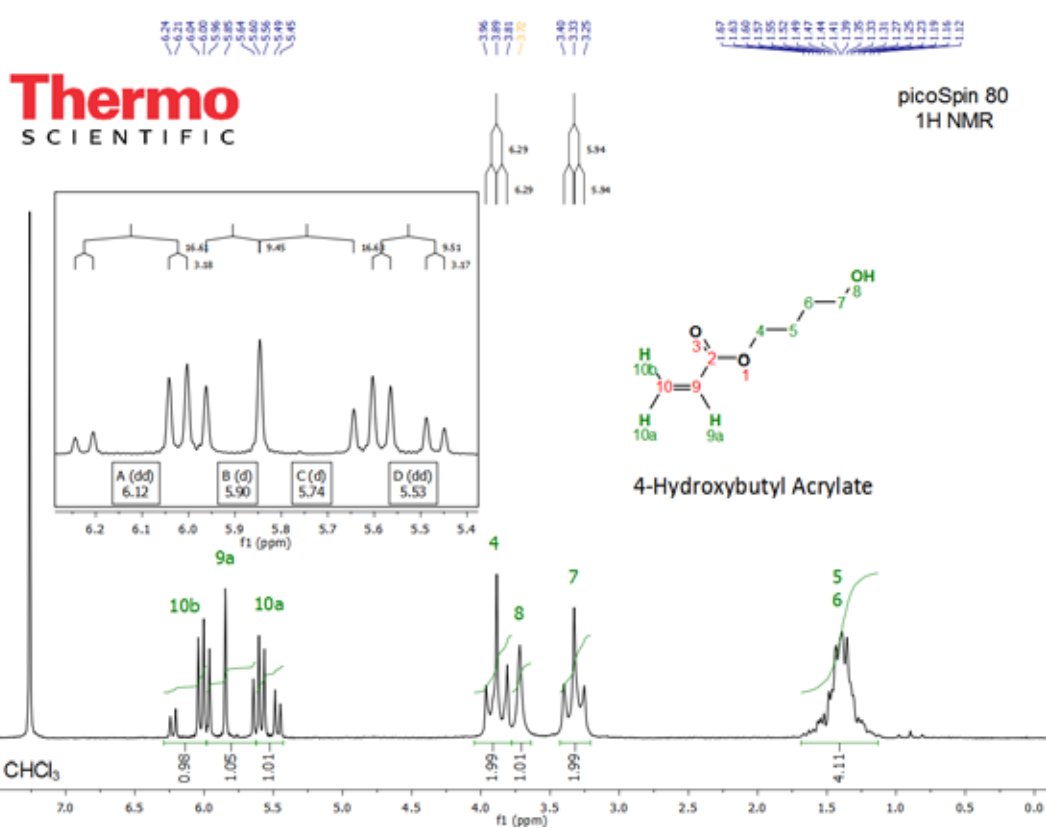 6.24 6.21 6.04 6.00 5.96 5.85 5.64 5.60 5.56 5.49 5.45
3.96 3.89 3.81 3.72
3.40 3.33 3.25
1.67 1.63 1.60 1.57 1.55 1.52 1.49 1.47 1.44 1.41 1.39 1.35 1.33 1.31 1.27 1.25 1.23 1.19 1.16 1.12
Thermo
SCIENTIFIC
picoSpin 80
1H NMR
6.29
6.29
5.94
5.94
16.61 9.45 16.63 9.51
3.18 3.17
A (dd)
6.12
B (d)
5.90
C (d)
5.74
D (dd)
5.53
6.2 6.1 6.0 5.9 5.8 5.7 5.6 5.5 5.4
f1 (ppm)
OH
8
6 7
4 5
O
3
2
O
1
H
10b
10 9
H
10a
H
9a
4-Hydroxybutyl Acrylate
10b
9a
10a
4
8
7
5
6
0.98
1.05
1.01
1.99
1.01
1.99
4.11
CHCl₃
7.0 6.5 6.0 5.5 5.0 4.5 4.0 3.5 3.0 2.5 2.0 1.5 1.0 0.5 0.0
f1 (ppm)